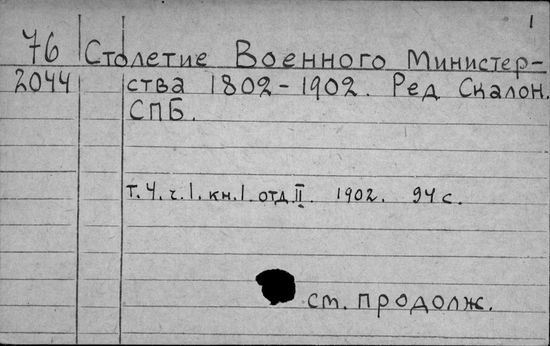 1
76 Столетие Военного Министер-
2044 ства 1802-1902. Ред Скалон.
СПБ.
т.4.ч.1.кн.1.отд.II. 1902. 94 с.
см. продолж.